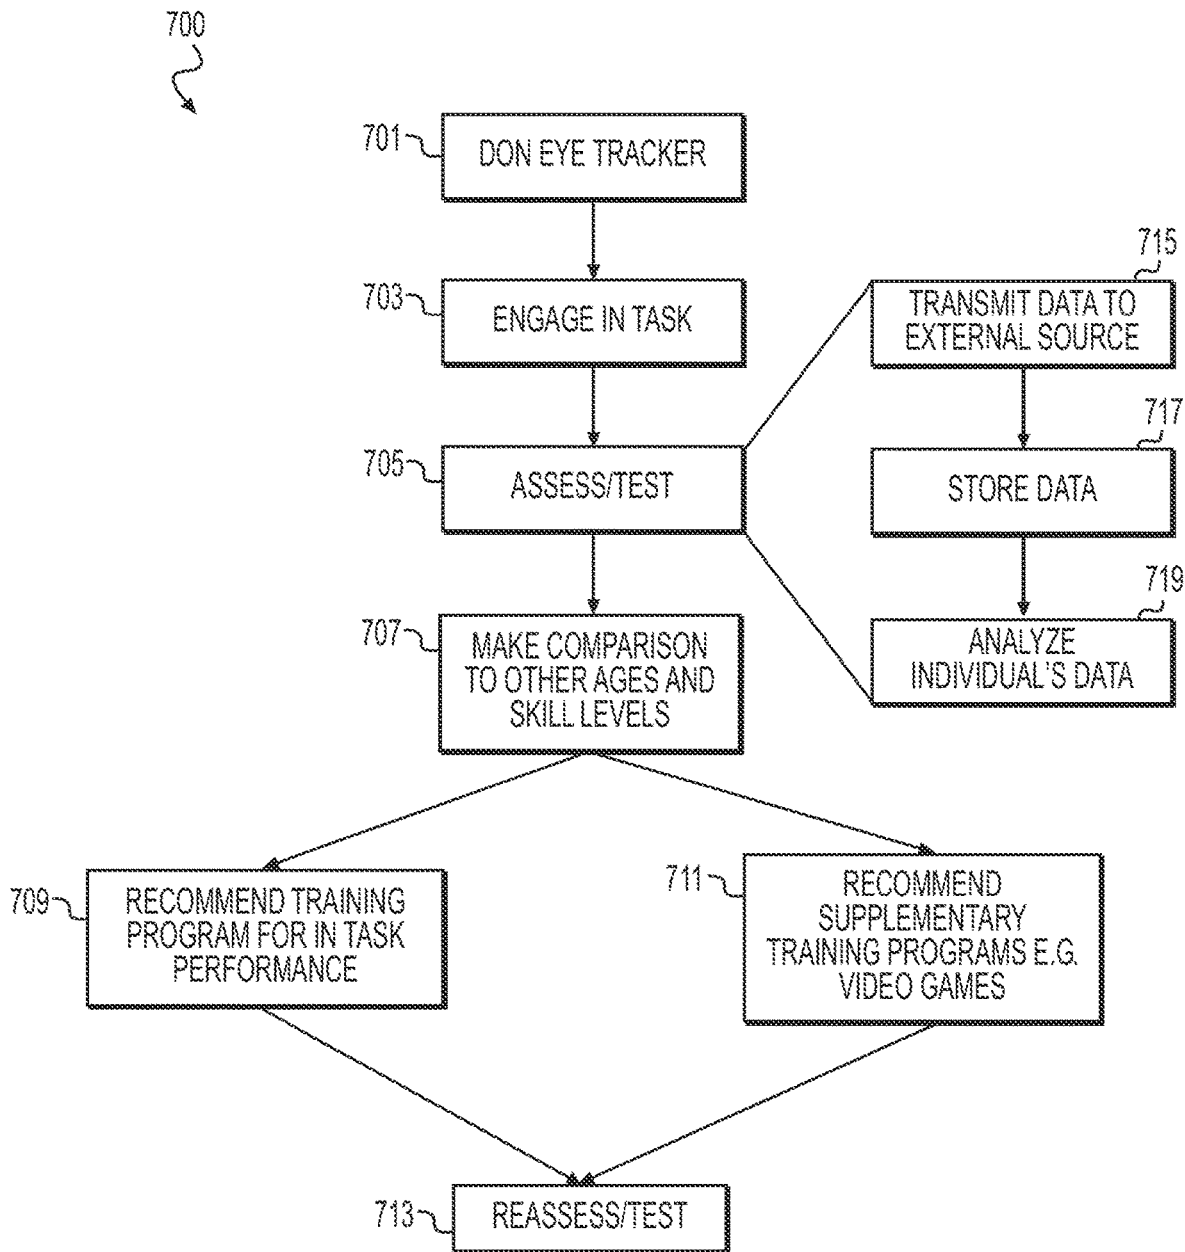 700
701
DON EYE TRACKER
703
ENGAGE IN TASK
705
ASSESS/TEST
715
TRANSMIT DATA TO
EXTERNAL SOURCE
717
STORE DATA
719
ANALYZE
INDIVIDUAL'S DATA
707
MAKE COMPARISON
TO OTHER AGES AND
SKILL LEVELS
709
RECOMMEND TRAINING
PROGRAM FOR IN TASK
PERFORMANCE
711
RECOMMEND
SUPPLEMENTARY
TRAINING PROGRAMS E.G.
VIDEO GAMES
713
REASSESS/TEST